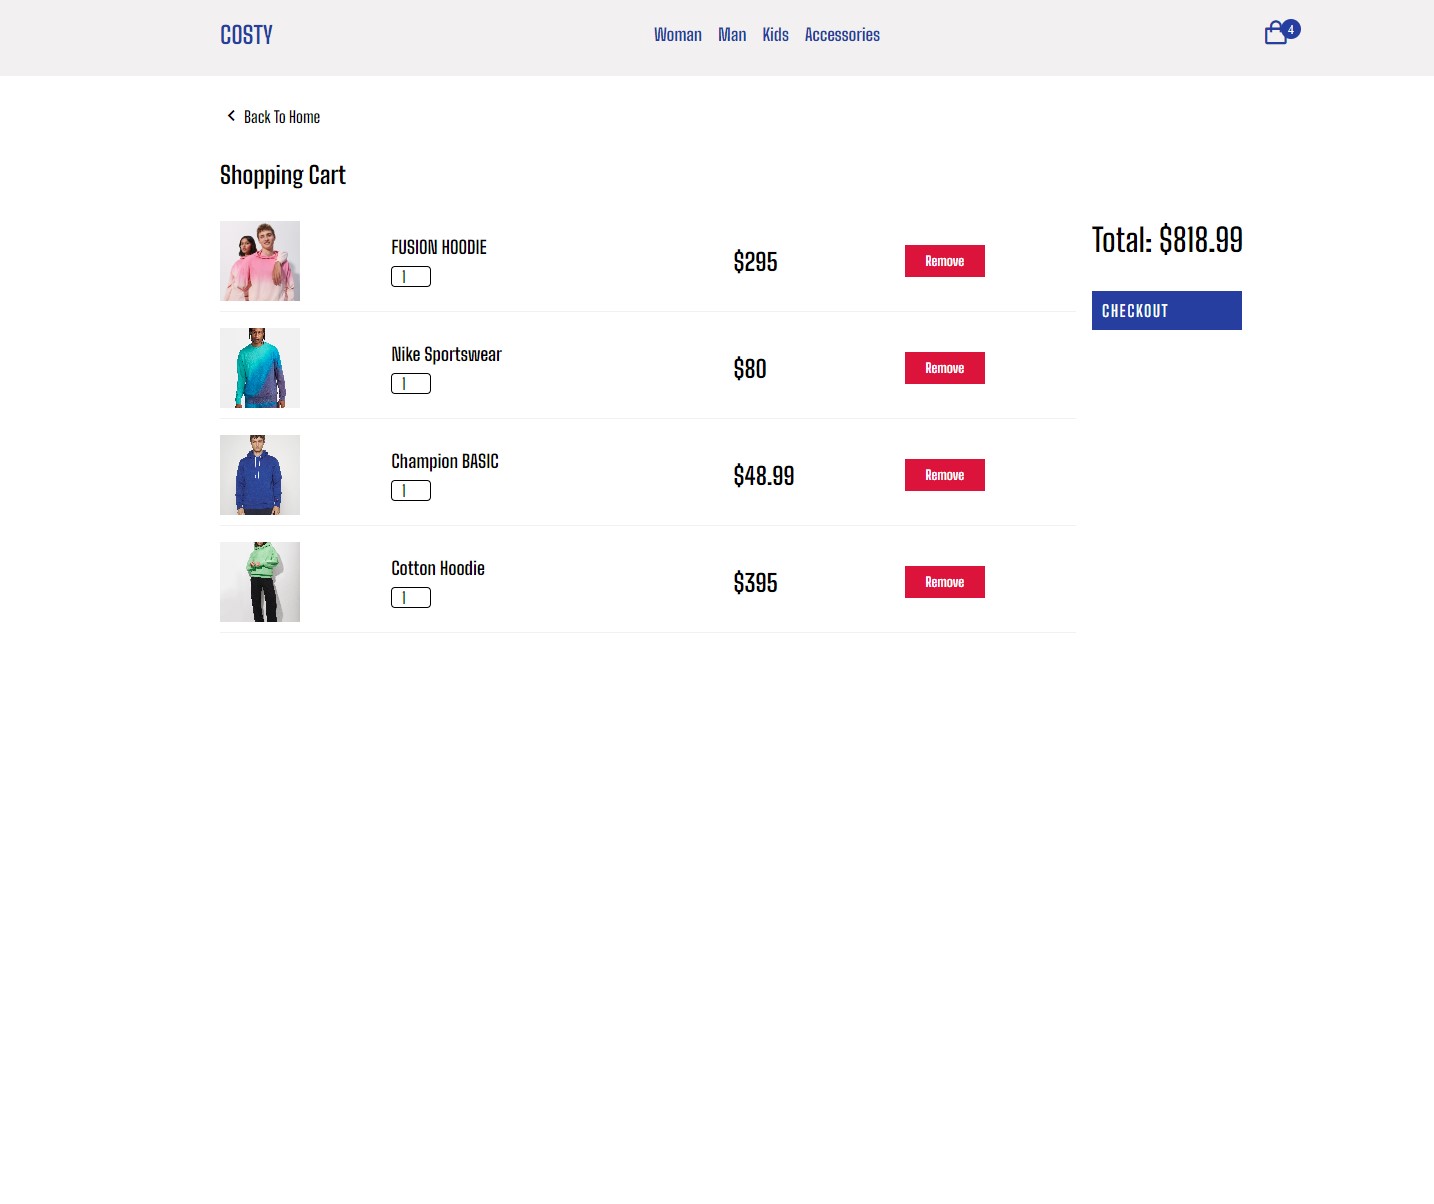 COSTY
Woman Man Kids Accessories
4
Back To Home
Shopping Cart
FUSION HOODIE
1
$295
Remove
Total: $818.99
CHECKOUT
Nike Sportswear
1
$80
Remove
Champion BASIC
1
$48.99
Remove
Cotton Hoodie
1
$395
Remove